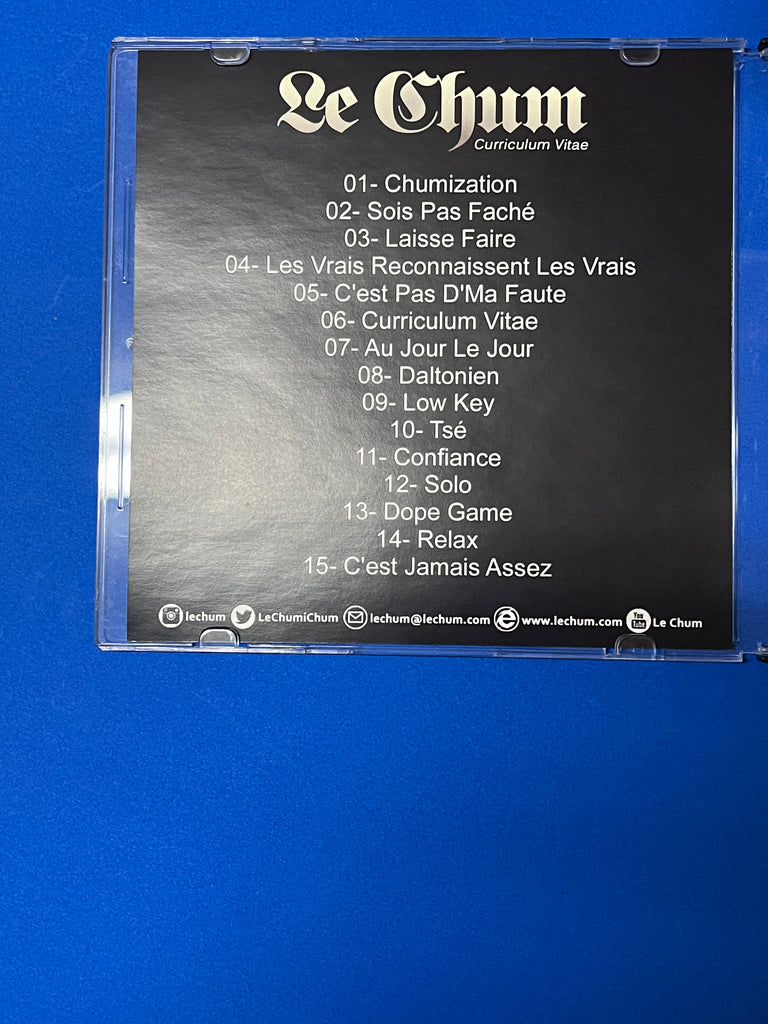 Le Chum
Curriculum Vitae
01- Chumization
02- Sois Pas Faché
03- Laisse Faire
04- Les Vrais Reconnaissent Les Vrais
05- C'est Pas D'Ma Faute
06- Curriculum Vitae
07- Au Jour Le Jour
08- Daltonien
09- Low Key
10- Tsé
11- Confiance
12- Solo
13- Dope Game
14- Relax
15- C'est Jamais Assez
lechum LeChumiChum lechum@lechum.com www.lechum.com You Tube Le Chum